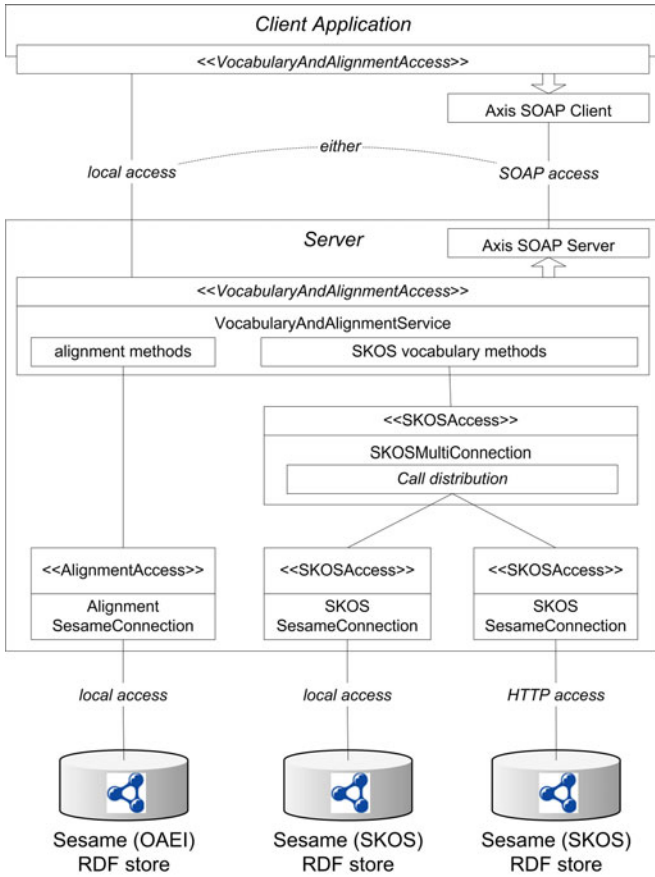 Client Application
<<VocabularyAndAlignmentAccess>>
Axis SOAP Client
either
local access
SOAP access
Server
Axis SOAP Server
<<VocabularyAndAlignmentAccess>>
VocabularyAndAlignmentService
alignment methods
SKOS vocabulary methods
<<SKOSAccess>>
SKOSMultiConnection
Call distribution
<<AlignmentAccess>>
<<SKOSAccess>>
<<SKOSAccess>>
Alignment
SesameConnection
SKOS
SesameConnection
SKOS
SesameConnection
local access
local access
HTTP access
Sesame (OAEI)
RDF store
Sesame (SKOS)
RDF store
Sesame (SKOS)
RDF store